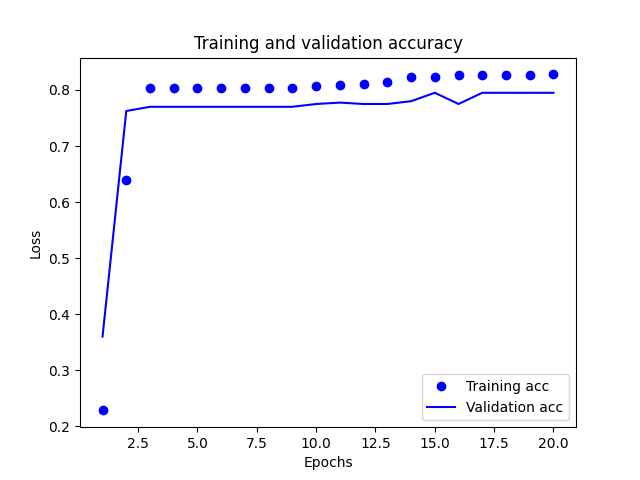 Training and validation accuracy
0.8
0.7
0.6
0.5
0.4
0.3
0.2
Loss
2.5 5.0 7.5 10.0 12.5 15.0 17.5 20.0
Epochs
Training acc
Validation acc